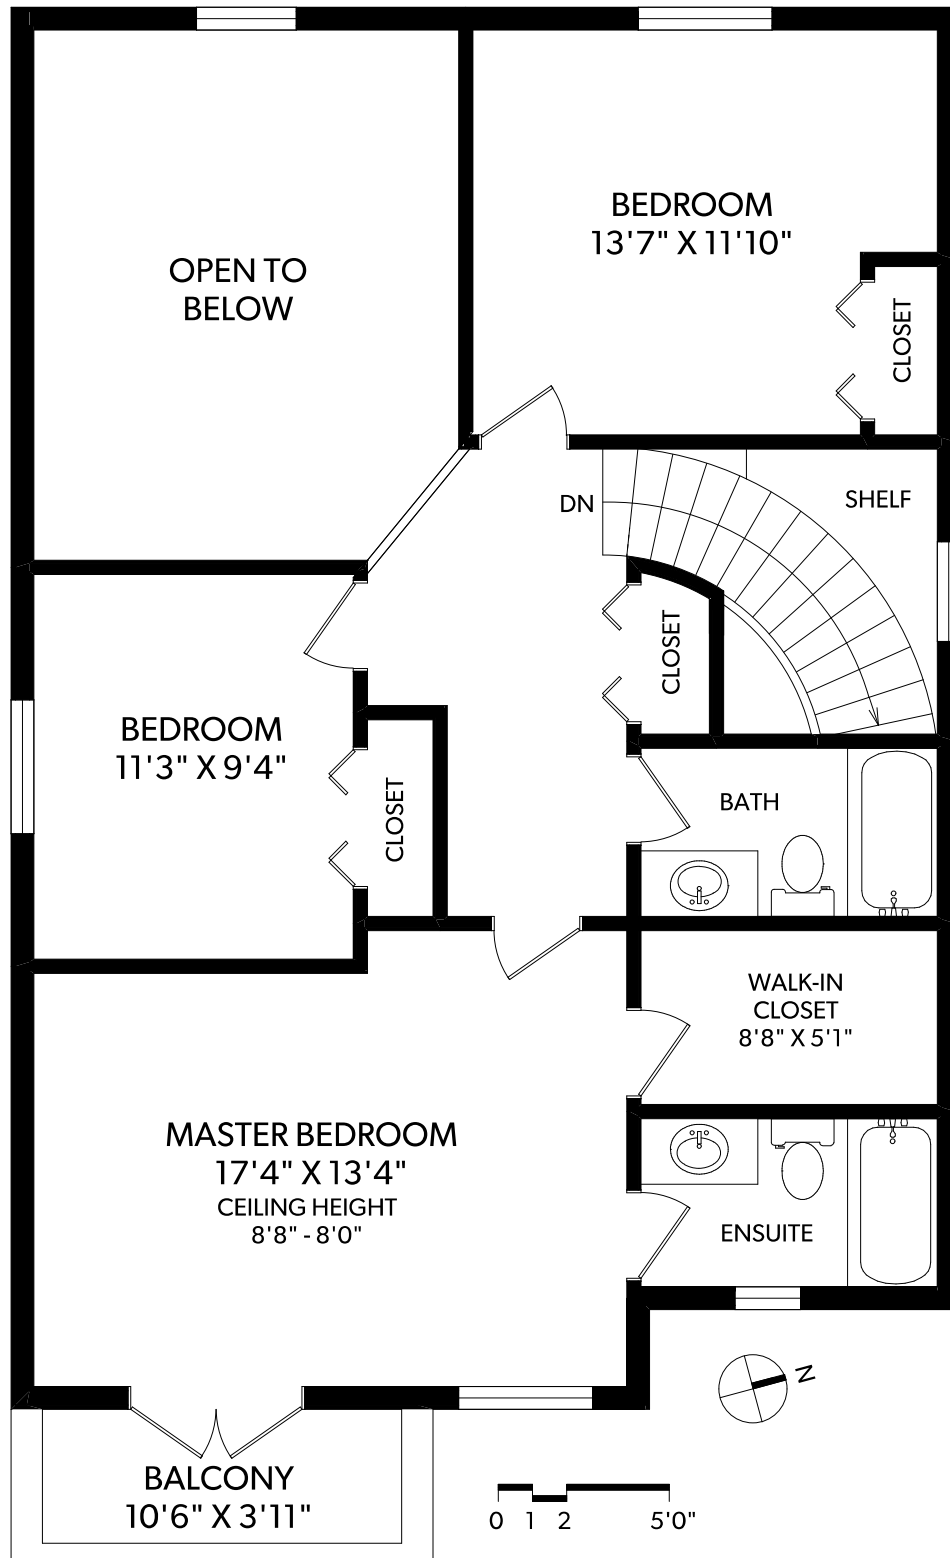 OPEN TO
BELOW
BEDROOM
13'7" X 11'10"
CLOSET
DN
SHELF
CLOSET
BEDROOM
11'3" X 9'4"
CLOSET
BATH
WALK-IN
CLOSET
8'8" X 5'1"
MASTER BEDROOM
17'4" X 13'4"
CEILING HEIGHT
8'8" - 8'0"
ENSUITE
N
BALCONY
10'6" X 3'11"
0 1 2 5'0"